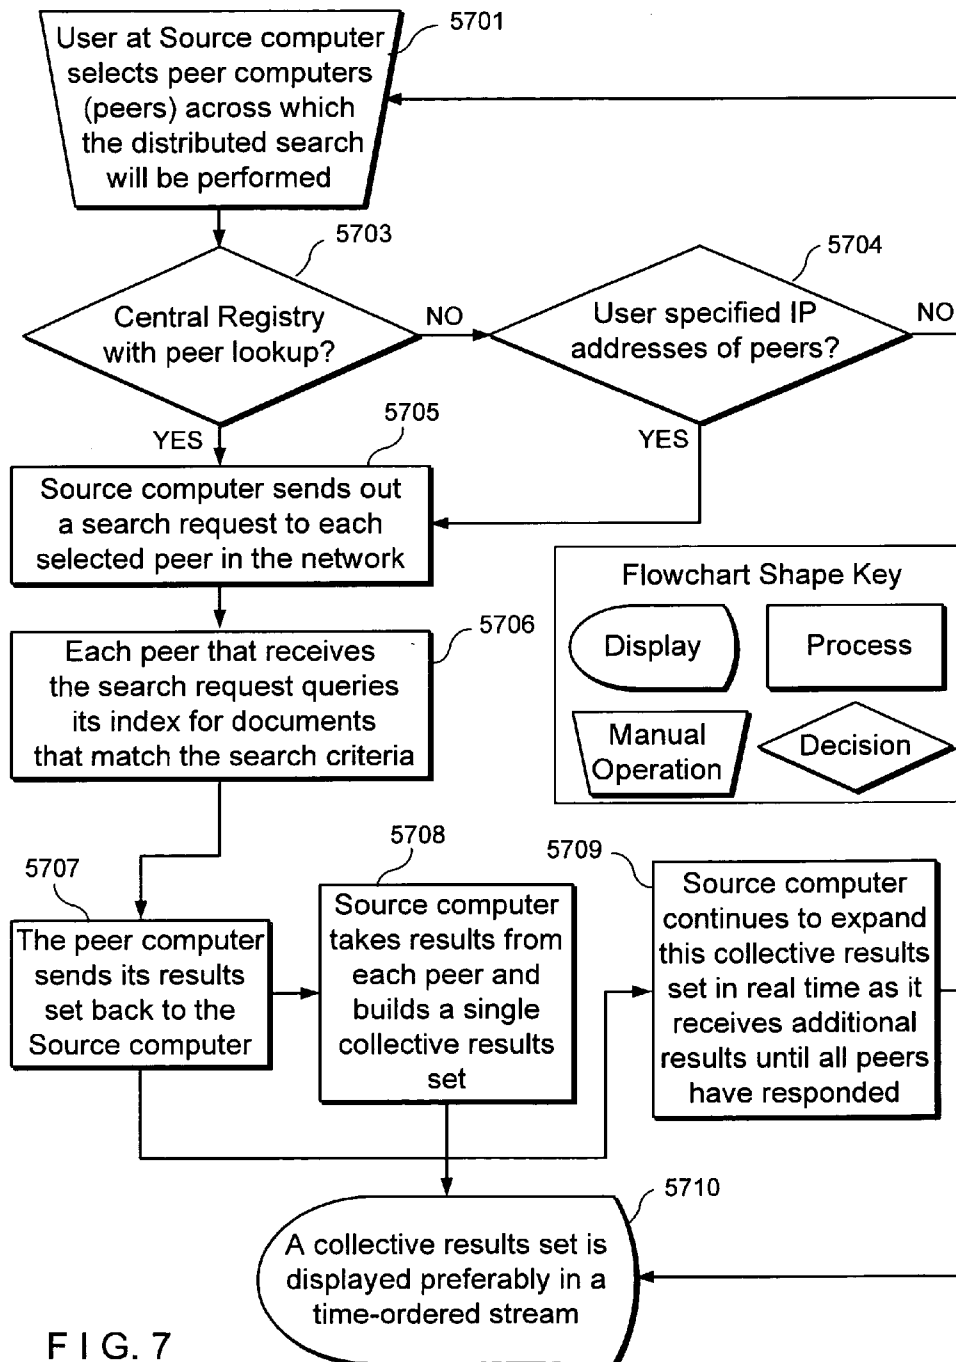 5701
User at Source computer
selects peer computers
(peers) across which
the distributed search
will be performed
5703
Central Registry
with peer lookup?
NO
YES
5704
User specified IP
addresses of peers?
NO
YES
5705
Source computer sends out
a search request to each
selected peer in the network
5706
Each peer that receives
the search request queries
its index for documents
that match the search criteria
Flowchart Shape Key
Display
Process
Manual
Operation
Decision
5707
The peer computer
sends its results
set back to the
Source computer
5708
Source computer
takes results from
each peer and
builds a single
collective results
set
5709
Source computer
continues to expand
this collective results
set in real time as it
receives additional
results until all peers
have responded
5710
A collective results set is
displayed preferably in a
time-ordered stream
FIG. 7